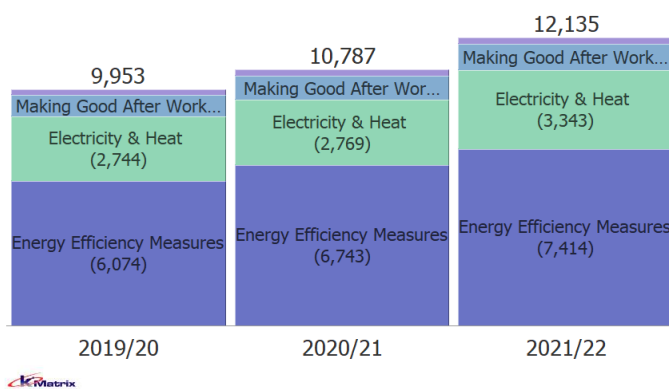 12,135
10,787
9,953
Making Good After Work...
Making Good After Wor...
Making Good After Work...
Electricity & Heat
(2,744)
Electricity & Heat
(2,769)
Electricity & Heat
(3,343)
Energy Efficiency Measures
(6,074)
Energy Efficiency Measures
(6,743)
Energy Efficiency Measures
(7,414)
2019/20
2020/21
2021/22
kMatrix